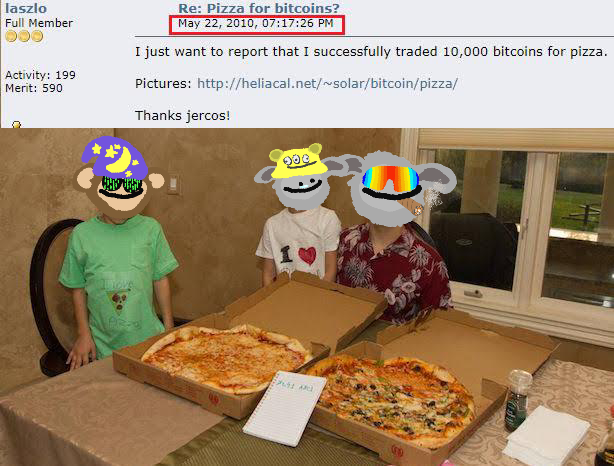 laszlo
Full Member
Activity: 199
Merit: 590
Re: Pizza for bitcoins?
May 22, 2010, 07:17:26 PM
I just want to report that I successfully traded 10,000 bitcoins for pizza.
Pictures: http://heliacal.net/~solar/bitcoin/pizza/
Thanks jercos!
I love
I